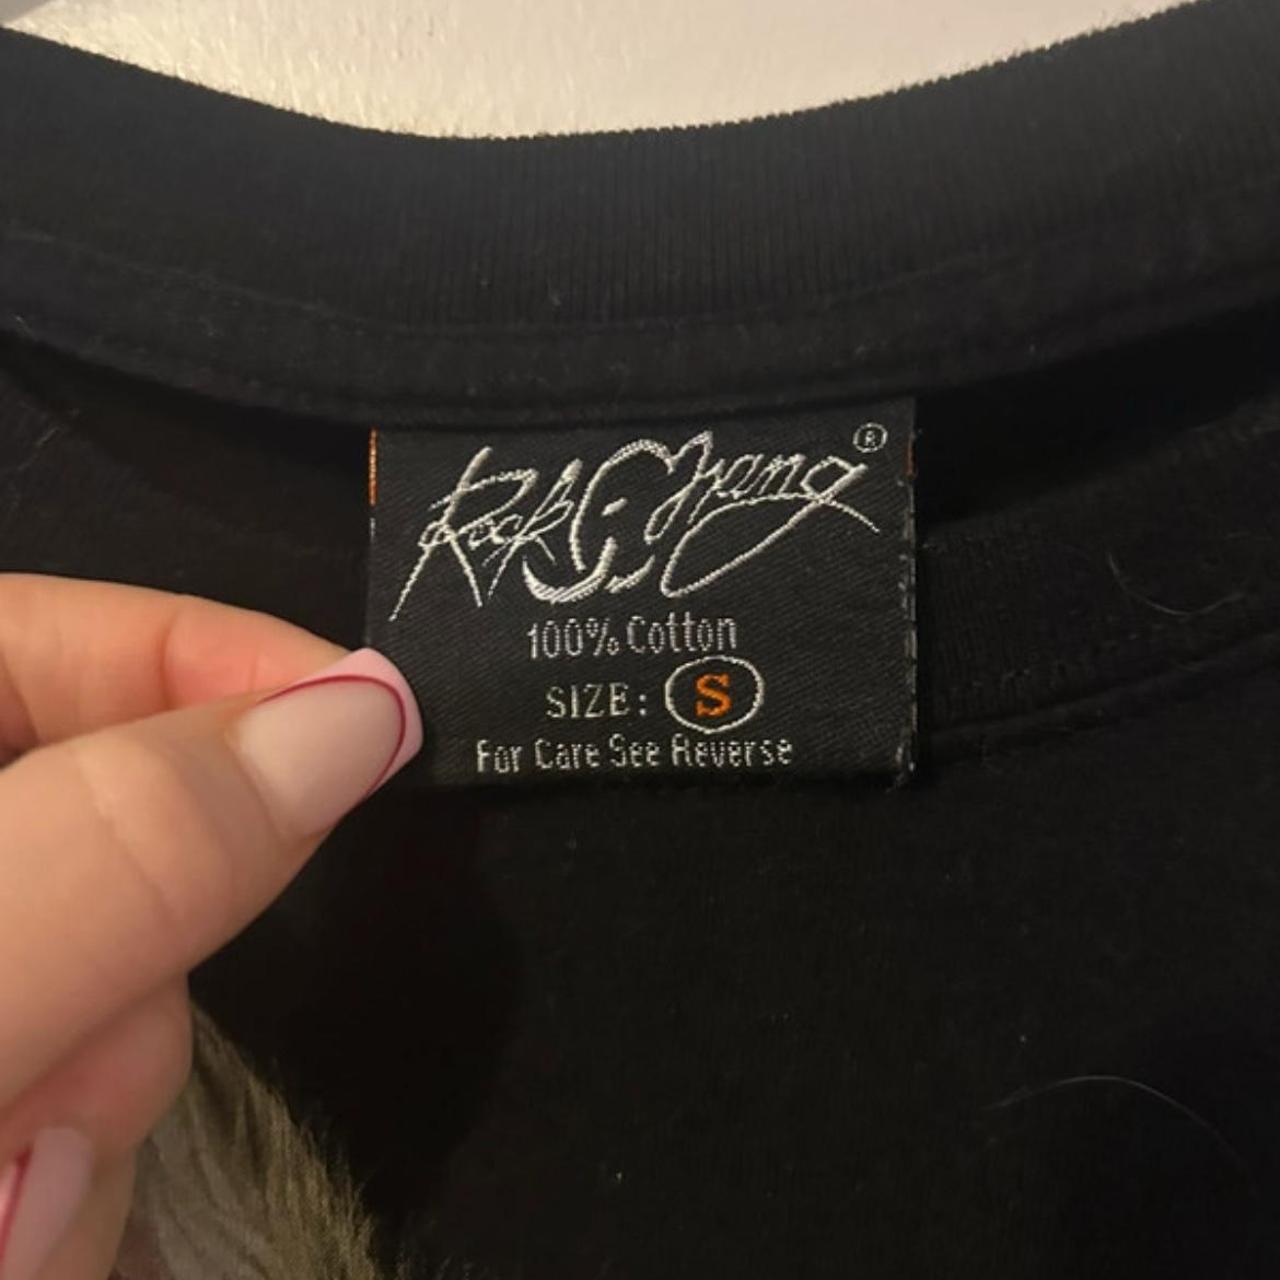 Rock Chang ®
100% Cotton
SIZE: S
For Care See Reverse